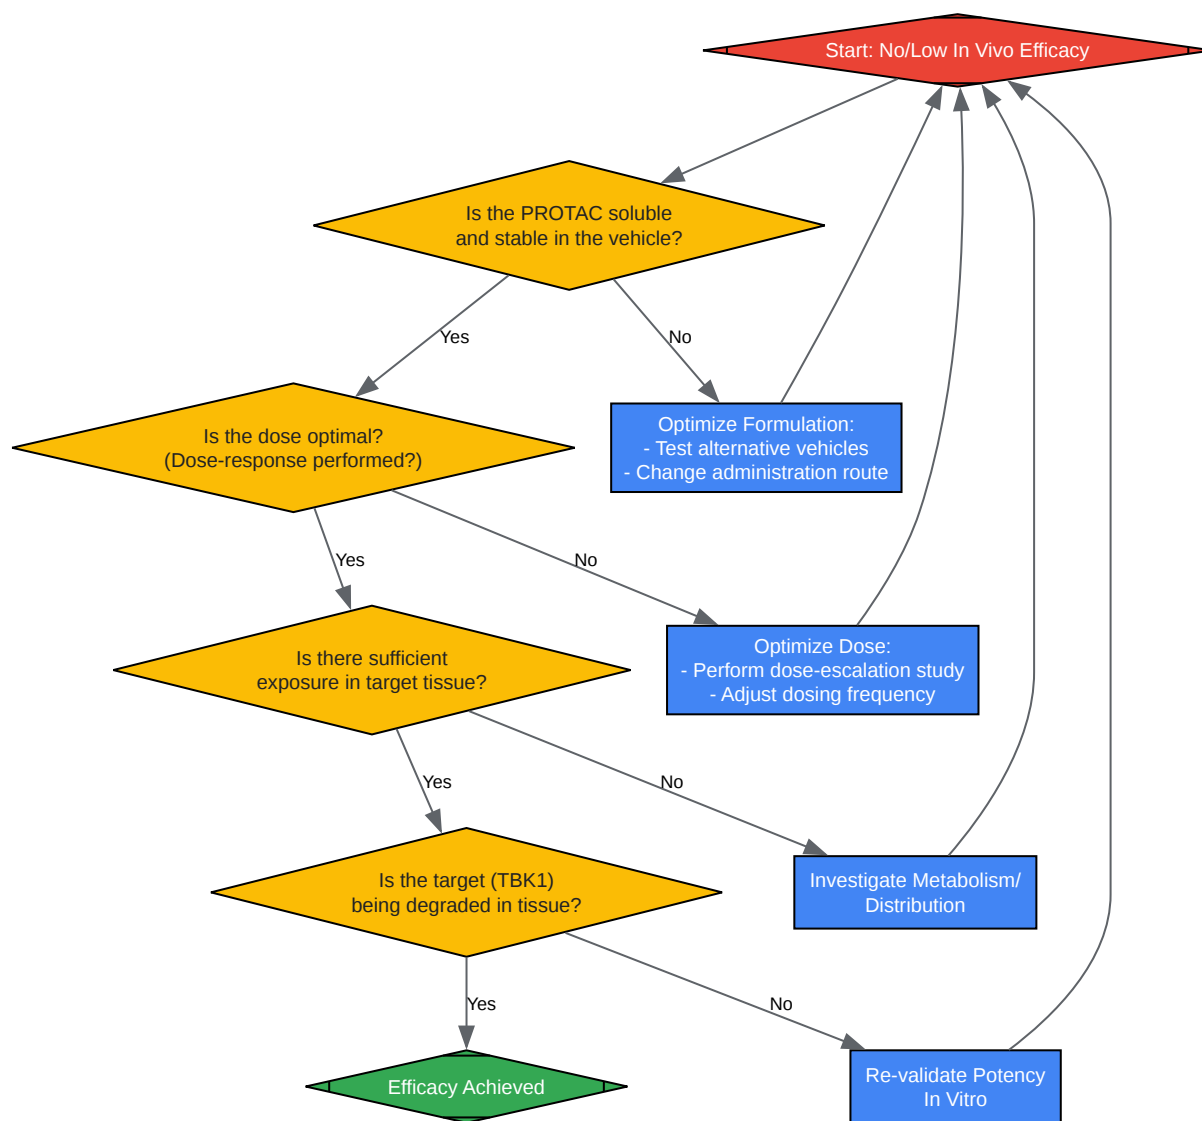 Start: No/Low In Vivo Efficacy
Is the PROTAC soluble
and stable in the vehicle?
Yes
No
Is the dose optimal?
(Dose-response performed?)
Optimize Formulation:
- Test alternative vehicles
- Change administration route
Yes
No
Is there sufficient
exposure in target tissue?
Optimize Dose:
- Perform dose-escalation study
- Adjust dosing frequency
Yes
No
Is the target (TBK1)
being degraded in tissue?
Investigate Metabolism/
Distribution
Yes
No
Efficacy Achieved
Re-validate Potency
In Vitro